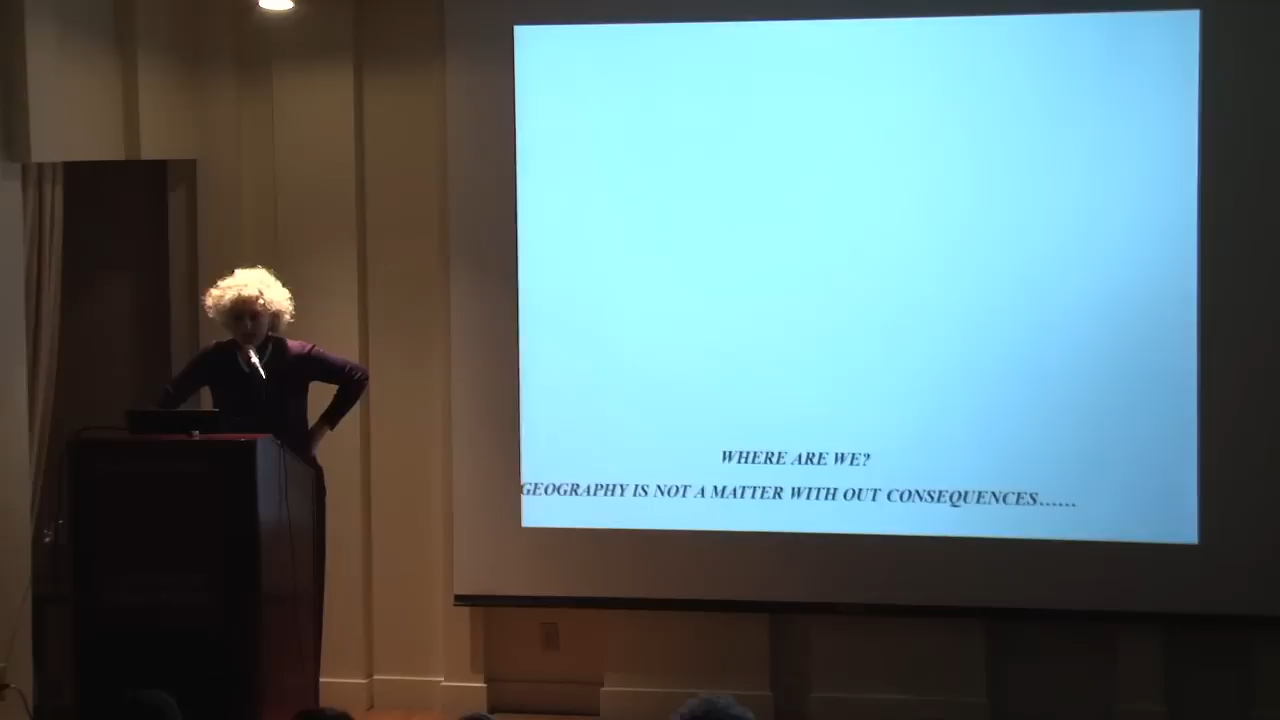 WHERE ARE WE?
GEOGRAPHY IS NOT A MATTER WITH OUT CONSEQUENCES......